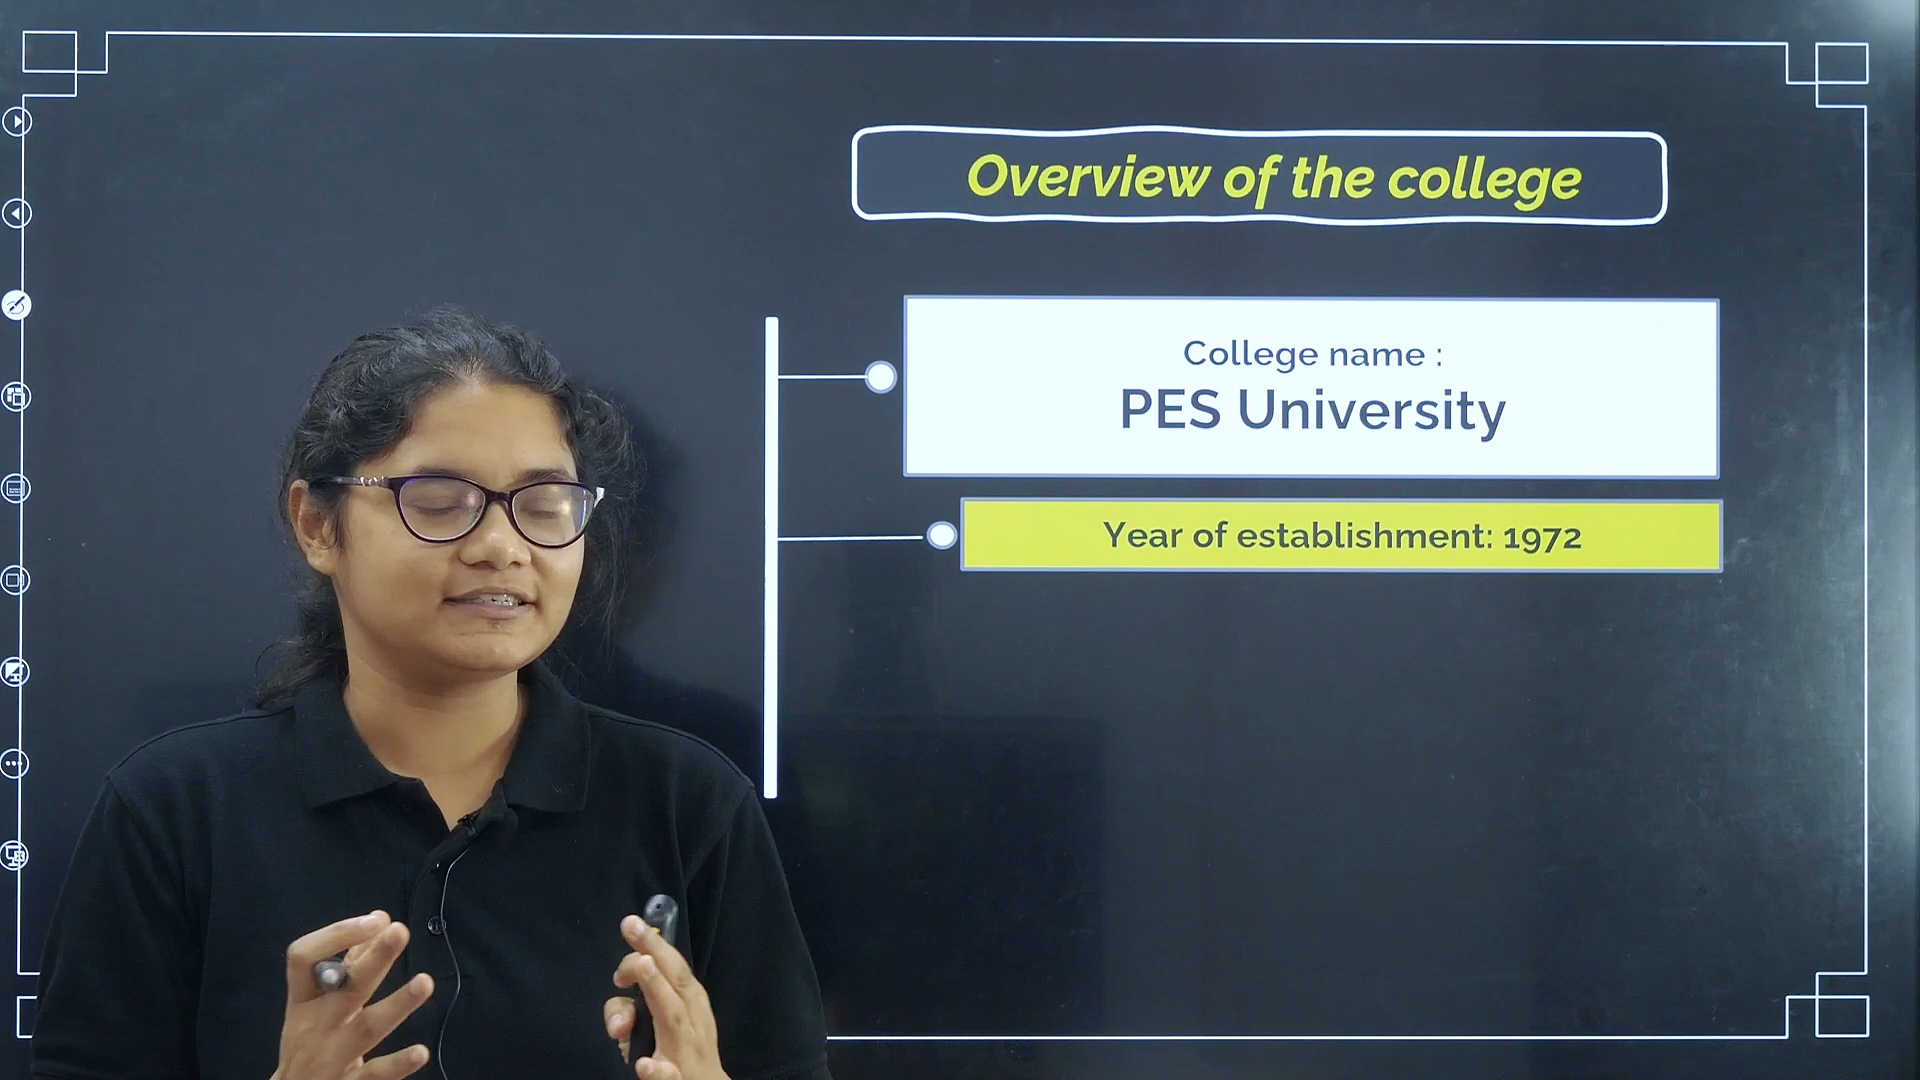 Overview of the college
College name :
PES University
Year of establishment: 1972